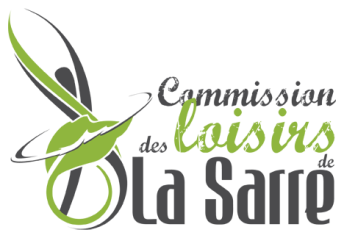 Commission
des loisirs
de
La Sarre